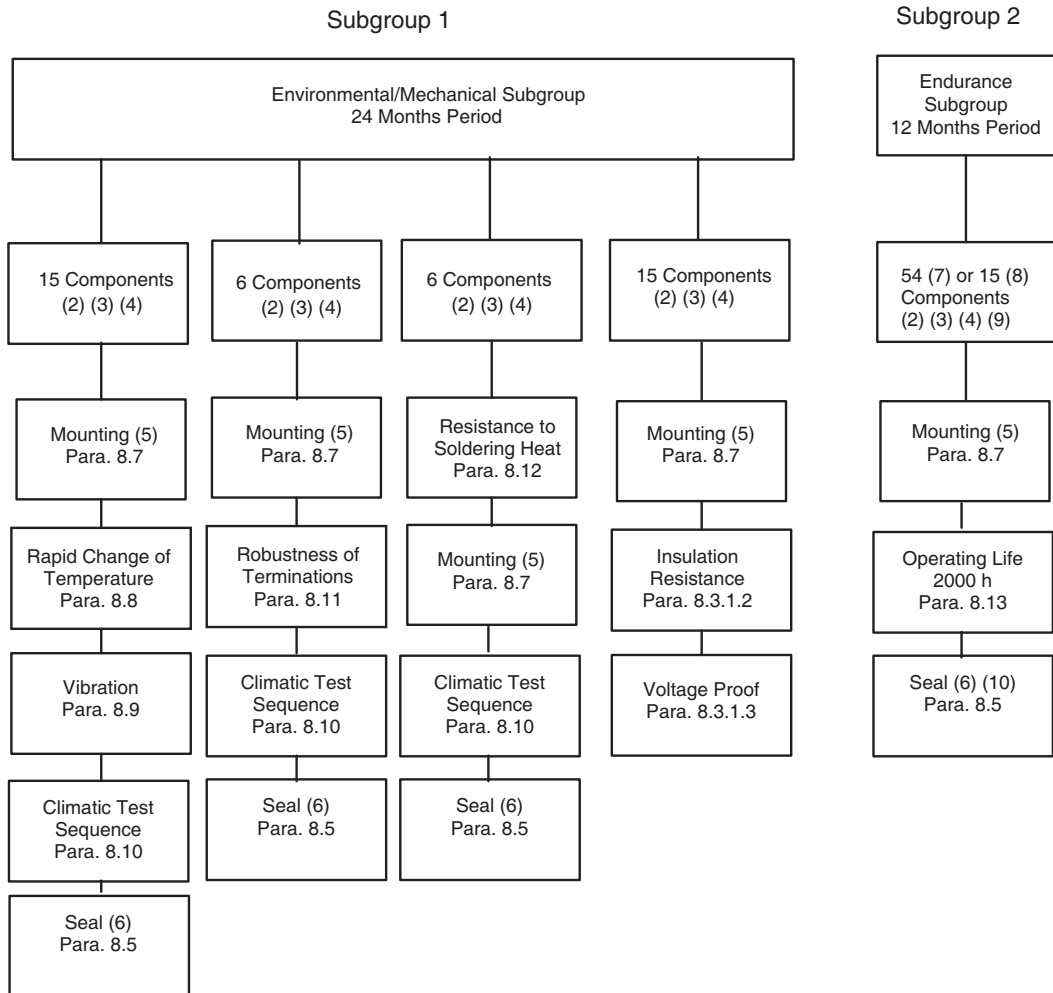 Subgroup 1
Subgroup 2
Environmental/Mechanical Subgroup
24 Months Period
Endurance
Subgroup
12 Months Period
15 Components
(2) (3) (4)
6 Components
(2) (3) (4)
6 Components
(2) (3) (4)
15 Components
(2) (3) (4)
54 (7) or 15 (8)
Components
(2) (3) (4) (9)
Mounting (5)
Para. 8.7
Mounting (5)
Para. 8.7
Resistance to
Soldering Heat
Para. 8.12
Mounting (5)
Para. 8.7
Mounting (5)
Para. 8.7
Rapid Change of
Temperature
Para. 8.8
Robustness of
Terminations
Para. 8.11
Mounting (5)
Para. 8.7
Insulation
Resistance
Para. 8.3.1.2
Operating Life
2000 h
Para. 8.13
Vibration
Para. 8.9
Climatic Test
Sequence
Para. 8.10
Climatic Test
Sequence
Para. 8.10
Voltage Proof
Para. 8.3.1.3
Seal (6) (10)
Para. 8.5
Climatic Test
Sequence
Para. 8.10
Seal (6)
Para. 8.5
Seal (6)
Para. 8.5
Seal (6)
Para. 8.5